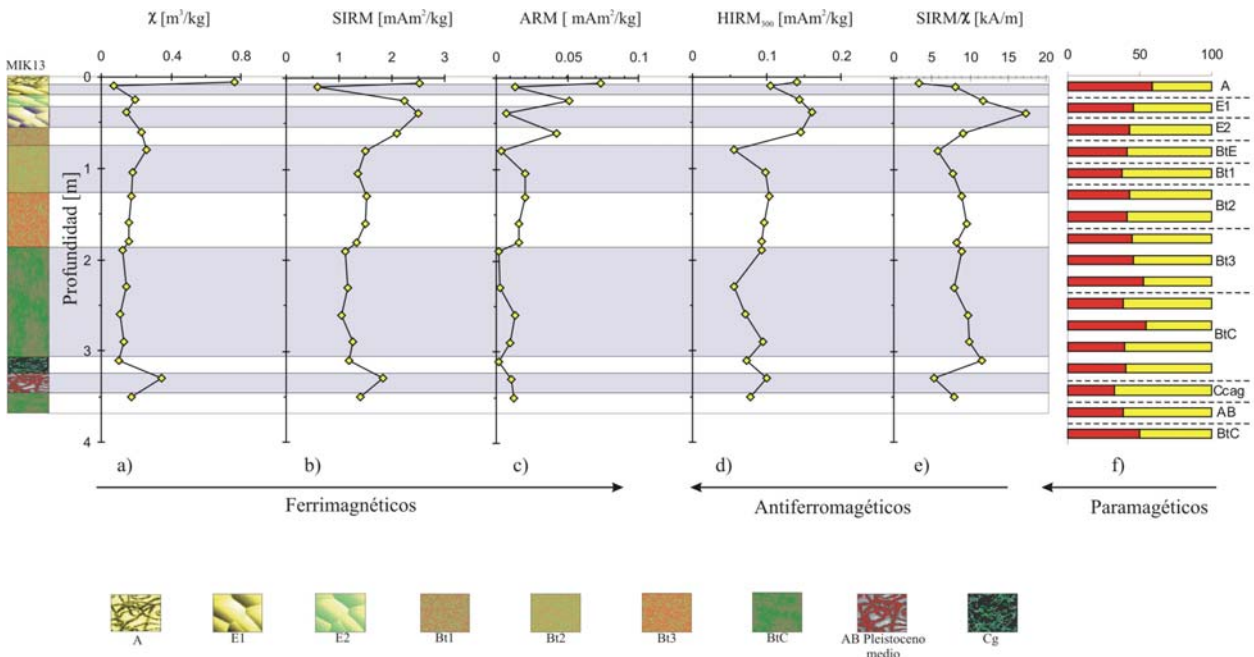 χ [m³/kg]
SIRM [mAm²/kg]
ARM [ mAm²/kg]
HIRM₃₀₀ [mAm²/kg]
SIRM/χ [kA/m]
MIK13
0 0.4 0.8
0 1 2 3
0 0.05 0.1
0 0.1 0.2
0 5 10 15 20
0 50 100
Profundidad [m]
0
1
2
3
4
A
E1
E2
BtE
Bt1
Bt2
Bt3
BtC
Ccag
AB
BtC
a) b) c) d) e) f)
Ferrimagnéticos
Antiferromagéticos
Paramagéticos
A
E1
E2
Bt1
Bt2
Bt3
BtC
AB Pleistoceno
medio
Cg